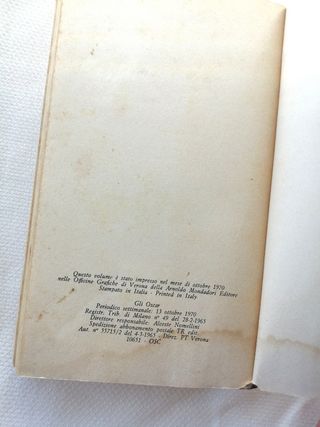 Questo volume è stato impresso nel mese di ottobre 1970
nelle Officine Grafiche di Verona della Arnoldo Mondadori Editore
Stampato in Italia - Printed in Italy
Gli Oscar
Periodico settimanale: 13 ottobre 1970
Registr. Trib. di Milano n° 49 del 28-2-1965
Direttore responsabile: Alceste Nomellini
Spedizione abbonamento postale TR edit.
Aut. n° 55715/2 del 4-3-1965 - Direz. PT Verona
10651 - OSC